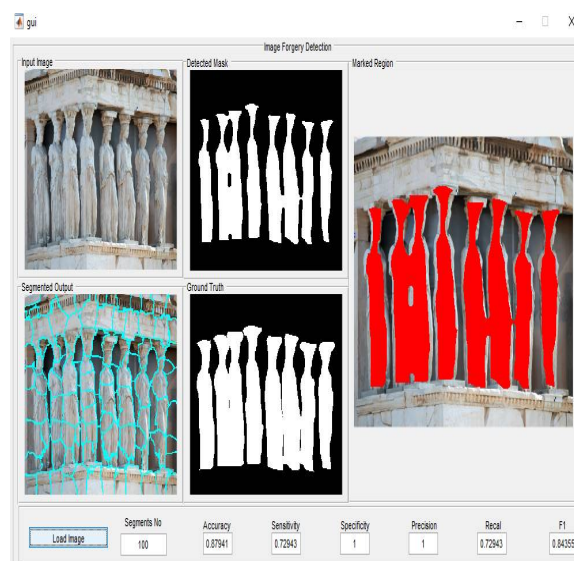 gui
Image Forgery Detection
Input Image
Detected Mask
Marked Region
Segmented Output
Ground Truth
Load Image
Segments No
100
Accuracy
0.87941
Sensitivity
0.72943
Specificity
1
Precision
1
Recal
0.72943
F1
0.84355